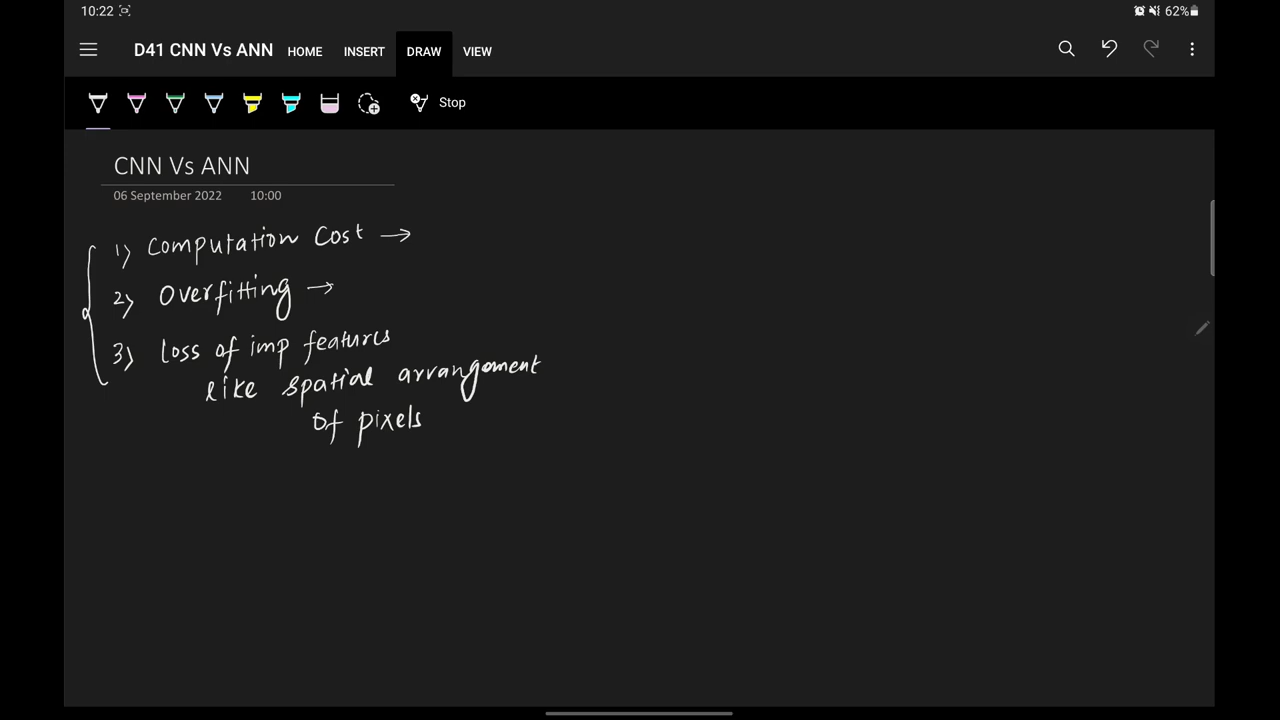 10:22 62%
D41 CNN Vs ANN HOME INSERT DRAW VIEW
Stop
CNN Vs ANN
06 September 2022 10:00
1) Computation Cost →
2) Overfitting →
3) Loss of imp features
like spatial arrangement
of pixels